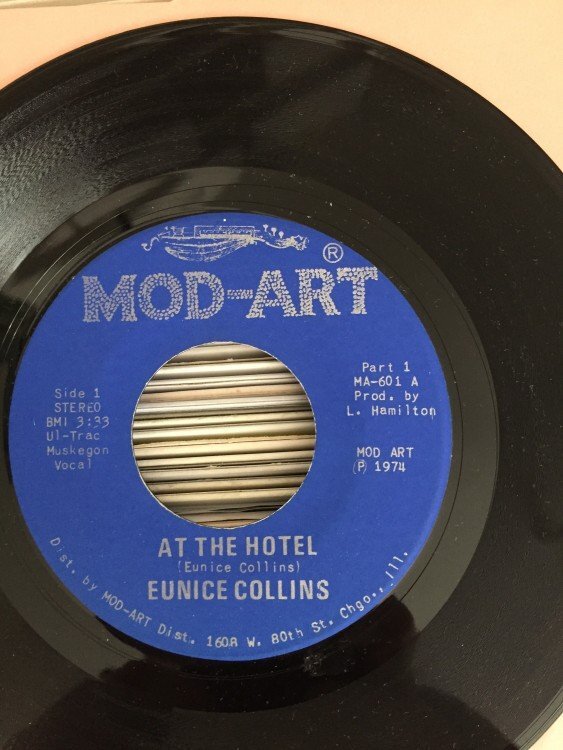 ®
MOD-ART
Side 1
STEREO
BMI 3:33
Ul-Trac
Muskegon
Vocal
Part 1
MA-601 A
Prod. by
L. Hamilton
MOD ART
Ⓟ 1974
AT THE HOTEL
(Eunice Collins)
EUNICE COLLINS
Dist. by MOD-ART Dist. 1608 W. 80th St. Chgo., Ill.